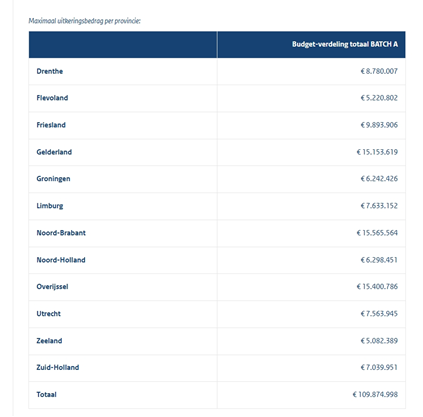 Maximaal uitkeringsbedrag per provincie:
Budget-verdeling totaal BATCH A
Drenthe € 8.780.007
Flevoland € 5.220.802
Friesland € 9.893.906
Gelderland € 15.153.619
Groningen € 6.242.426
Limburg € 7.633.152
Noord-Brabant € 15.565.564
Noord-Holland € 6.298.451
Overijssel € 15.400.786
Utrecht € 7.563.945
Zeeland € 5.082.389
Zuid-Holland € 7.039.951
Totaal € 109.874.998